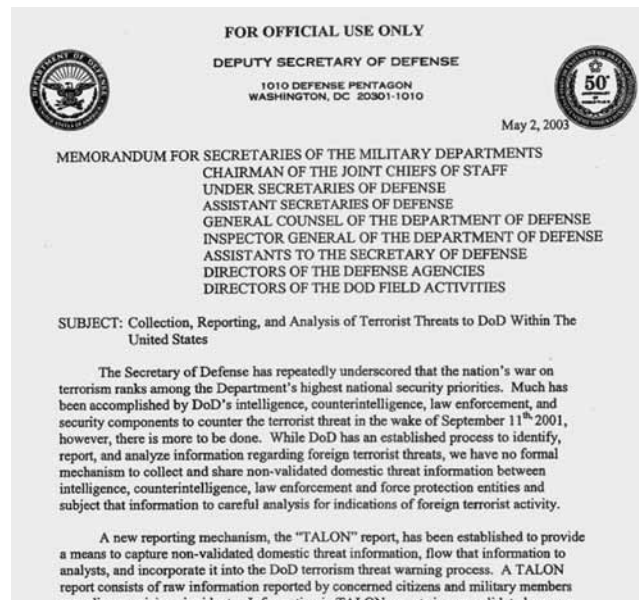 FOR OFFICIAL USE ONLY
DEPUTY SECRETARY OF DEFENSE
1010 DEFENSE PENTAGON
WASHINGTON, DC 20301-1010
DEPARTMENT OF DEFENSE
UNITED STATES OF AMERICA
50
May 2, 2003
MEMORANDUM FOR SECRETARIES OF THE MILITARY DEPARTMENTS
CHAIRMAN OF THE JOINT CHIEFS OF STAFF
UNDER SECRETARIES OF DEFENSE
ASSISTANT SECRETARIES OF DEFENSE
GENERAL COUNSEL OF THE DEPARTMENT OF DEFENSE
INSPECTOR GENERAL OF THE DEPARTMENT OF DEFENSE
ASSISTANTS TO THE SECRETARY OF DEFENSE
DIRECTORS OF THE DEFENSE AGENCIES
DIRECTORS OF THE DOD FIELD ACTIVITIES
SUBJECT: Collection, Reporting, and Analysis of Terrorist Threats to DoD Within The
United States
The Secretary of Defense has repeatedly underscored that the nation's war on
terrorism ranks among the Department's highest national security priorities. Much has
been accomplished by DoD's intelligence, counterintelligence, law enforcement, and
security components to counter the terrorist threat in the wake of September 11th 2001,
however, there is more to be done. While DoD has an established process to identify,
report, and analyze information regarding foreign terrorist threats, we have no formal
mechanism to collect and share non-validated domestic threat information between
intelligence, counterintelligence, law enforcement and force protection entities and
subject that information to careful analysis for indications of foreign terrorist activity.
A new reporting mechanism, the "TALON" report, has been established to provide
a means to capture non-validated domestic threat information, flow that information to
analysts, and incorporate it into the DoD terrorism threat warning process. A TALON
report consists of raw information reported by concerned citizens and military members